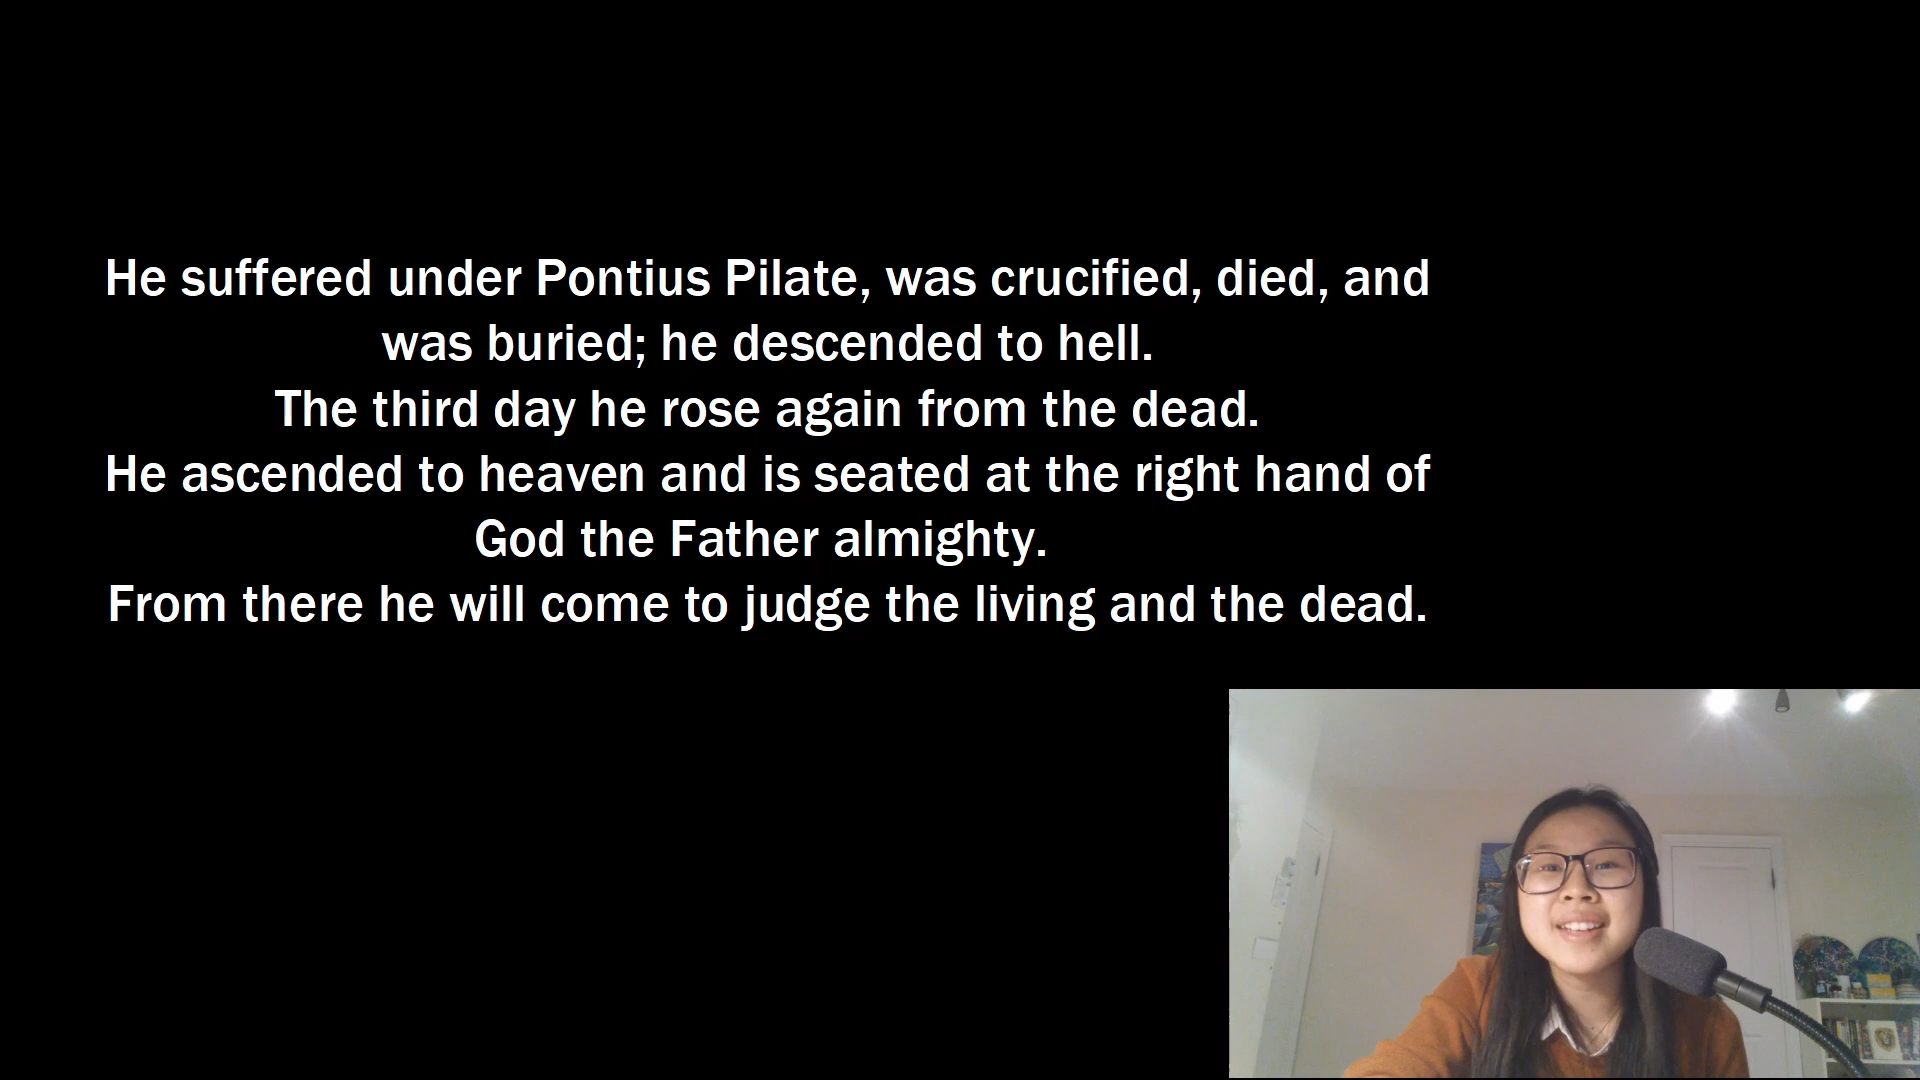 He suffered under Pontius Pilate, was crucified, died, and
was buried; he descended to hell.
The third day he rose again from the dead.
He ascended to heaven and is seated at the right hand of
God the Father almighty.
From there he will come to judge the living and the dead.